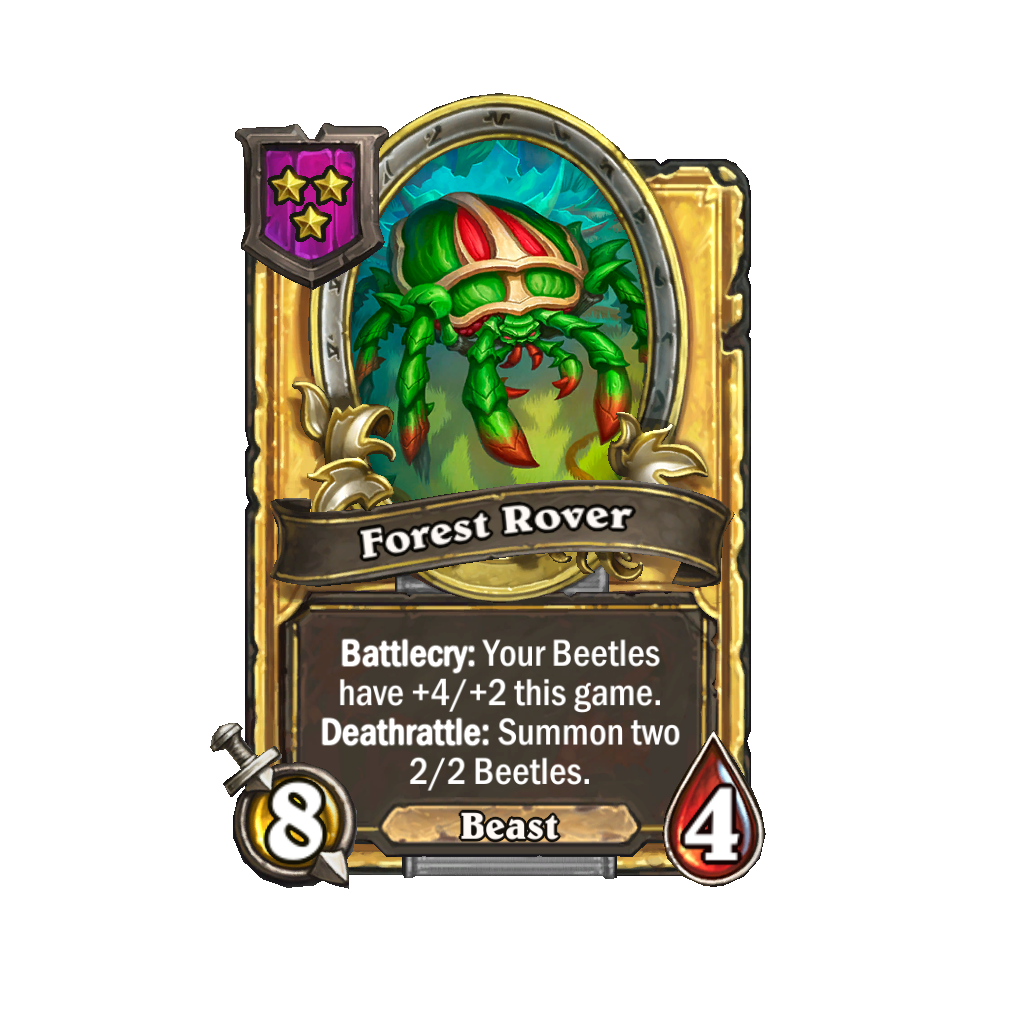 Forest Rover
Battlecry: Your Beetles
have +4/+2 this game.
Deathrattle: Summon two
2/2 Beetles.
8
Beast
4